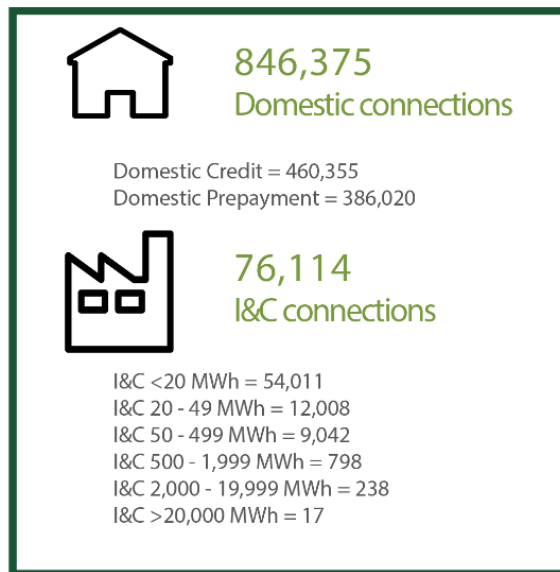 846,375
Domestic connections
Domestic Credit = 460,355
Domestic Prepayment = 386,020
76,114
I&C connections
I&C <20 MWh = 54,011
I&C 20 - 49 MWh = 12,008
I&C 50 - 499 MWh = 9,042
I&C 500 - 1,999 MWh = 798
I&C 2,000 - 19,999 MWh = 238
I&C >20,000 MWh = 17